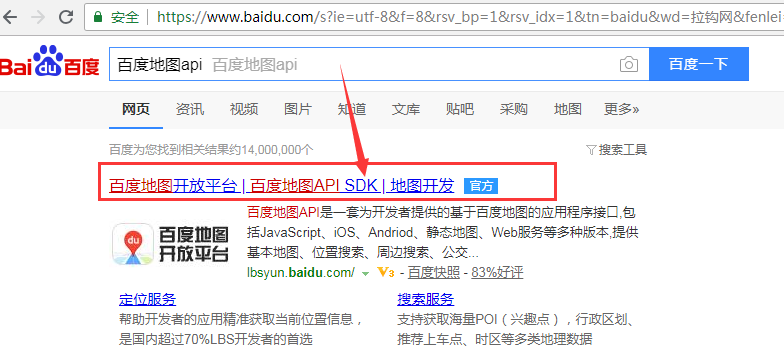 安全 | https://www.baidu.com/s?ie=utf-8&f=8&rsv_bp=1&rsv_idx=1&tn=baidu&wd=拉钩网&fenlei
Bai du 百度 百度地图api 百度地图api 百度一下
网页 资讯 视频 图片 知道 文库 贴吧 采购 地图 更多»
百度为您找到相关结果约14,000,000个 搜索工具
百度地图开放平台 | 百度地图API SDK | 地图开发 官方
百度地图开放平台
百度地图API是一套为开发者提供的基于百度地图的应用程序接口,包
括JavaScript、iOS、Andriod、静态地图、Web服务等多种版本,提供
基本地图、位置搜索、周边搜索、公交...
lbsyun.baidu.com/ V3 - 百度快照 - 83%好评
定位服务
帮助开发者的应用精准获取当前位置信息，
是国内超过70%LBS开发者的首选
搜索服务
支持获取海量POI（兴趣点），行政区划、
推荐上车点、时区等多类地理数据